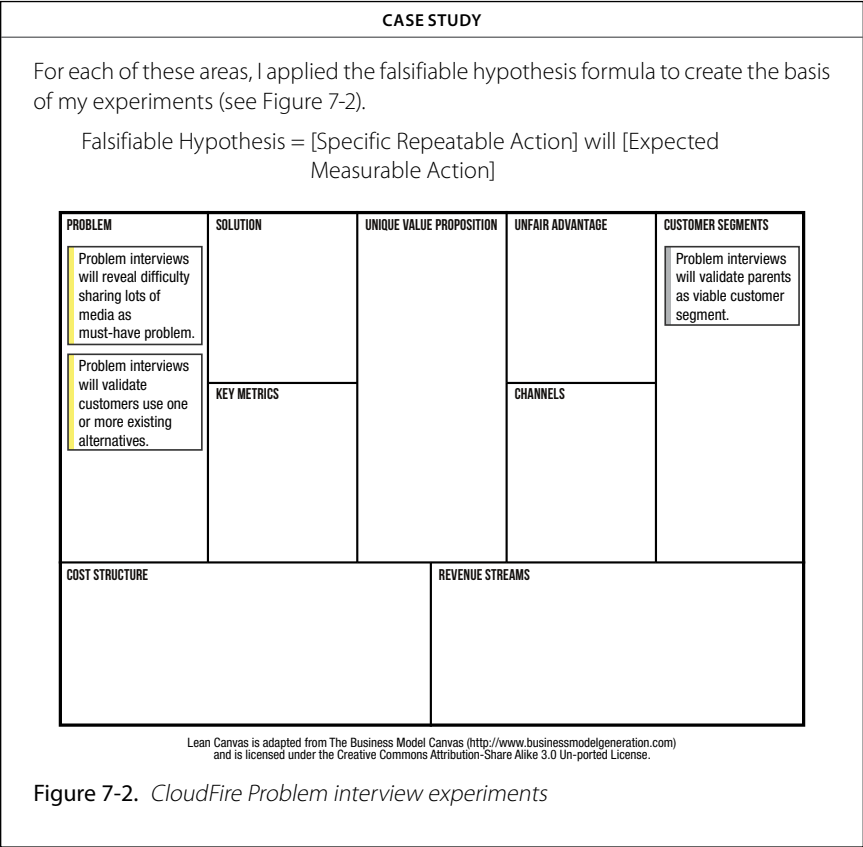 CASE STUDY
For each of these areas, I applied the falsifiable hypothesis formula to create the basis
of my experiments (see Figure 7-2).
Falsifiable Hypothesis = [Specific Repeatable Action] will [Expected
Measurable Action]
PROBLEM
Problem interviews
will reveal difficulty
sharing lots of
media as
must-have problem.
Problem interviews
will validate
customers use one
or more existing
alternatives.
SOLUTION
KEY METRICS
UNIQUE VALUE PROPOSITION
UNFAIR ADVANTAGE
CHANNELS
CUSTOMER SEGMENTS
Problem interviews
will validate parents
as viable customer
segment.
COST STRUCTURE
REVENUE STREAMS
Lean Canvas is adapted from The Business Model Canvas (http://www.businessmodelgeneration.com)
and is licensed under the Creative Commons Attribution-Share Alike 3.0 Un-ported License.
Figure 7-2. CloudFire Problem interview experiments